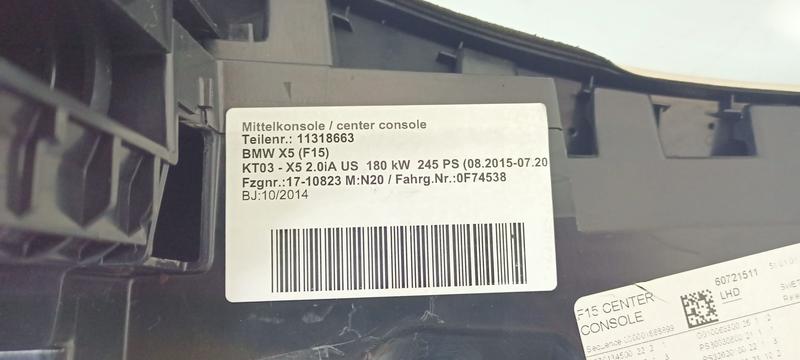 Mittelkonsole / center console
Teilenr.: 11318663
BMW X5 (F15)
KT03 - X5 2.0iA US 180 kW 245 PS (08.2015-07.20
Fzgnr.:17-10823 M:N20 / Fahrg.Nr.:0F74538
BJ:10/2014
60721511
LHD
F15 CENTER
CONSOLE